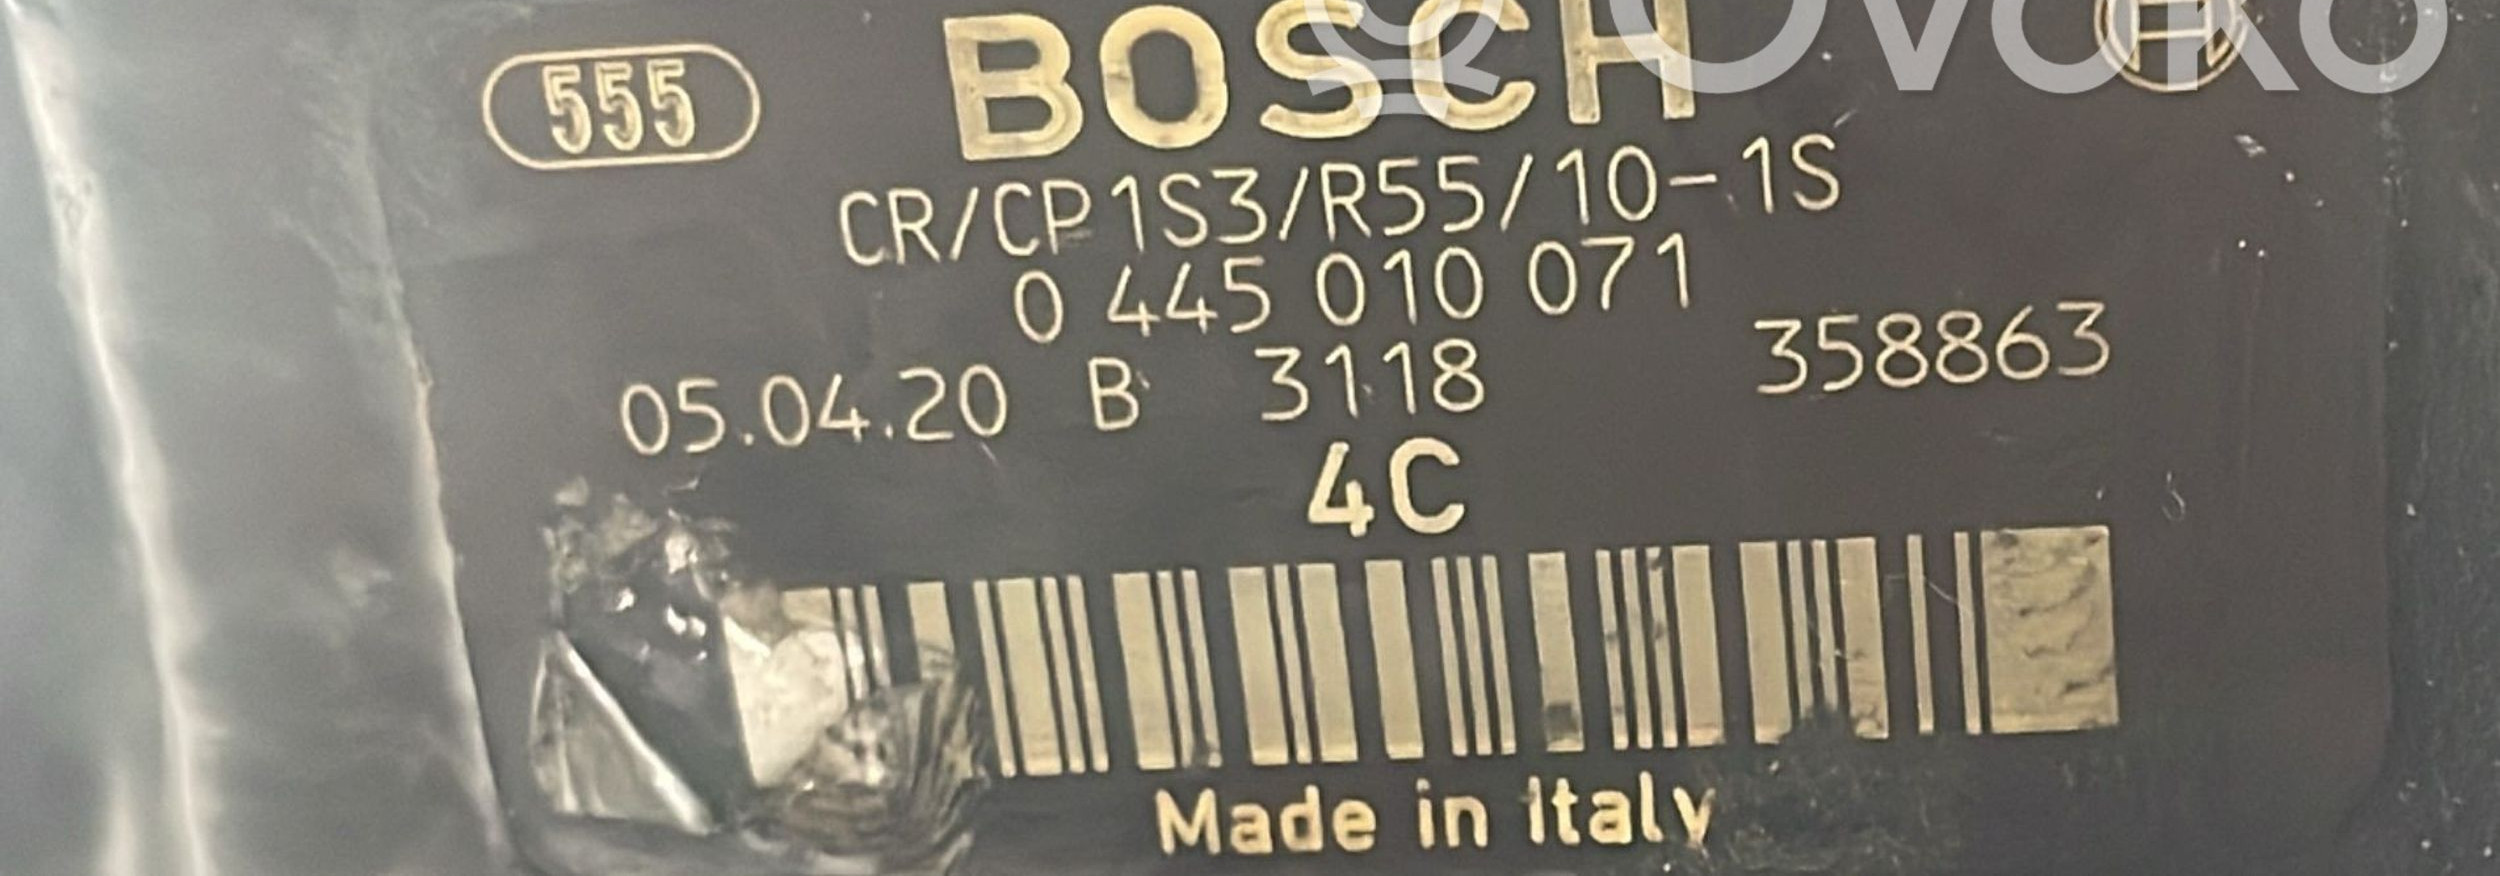 555 BOSCH OVOKO
CR/CP1S3/R55/10-1S
0 445 010 071
05.04.20 B 3118 358863
4C
Made in Italy